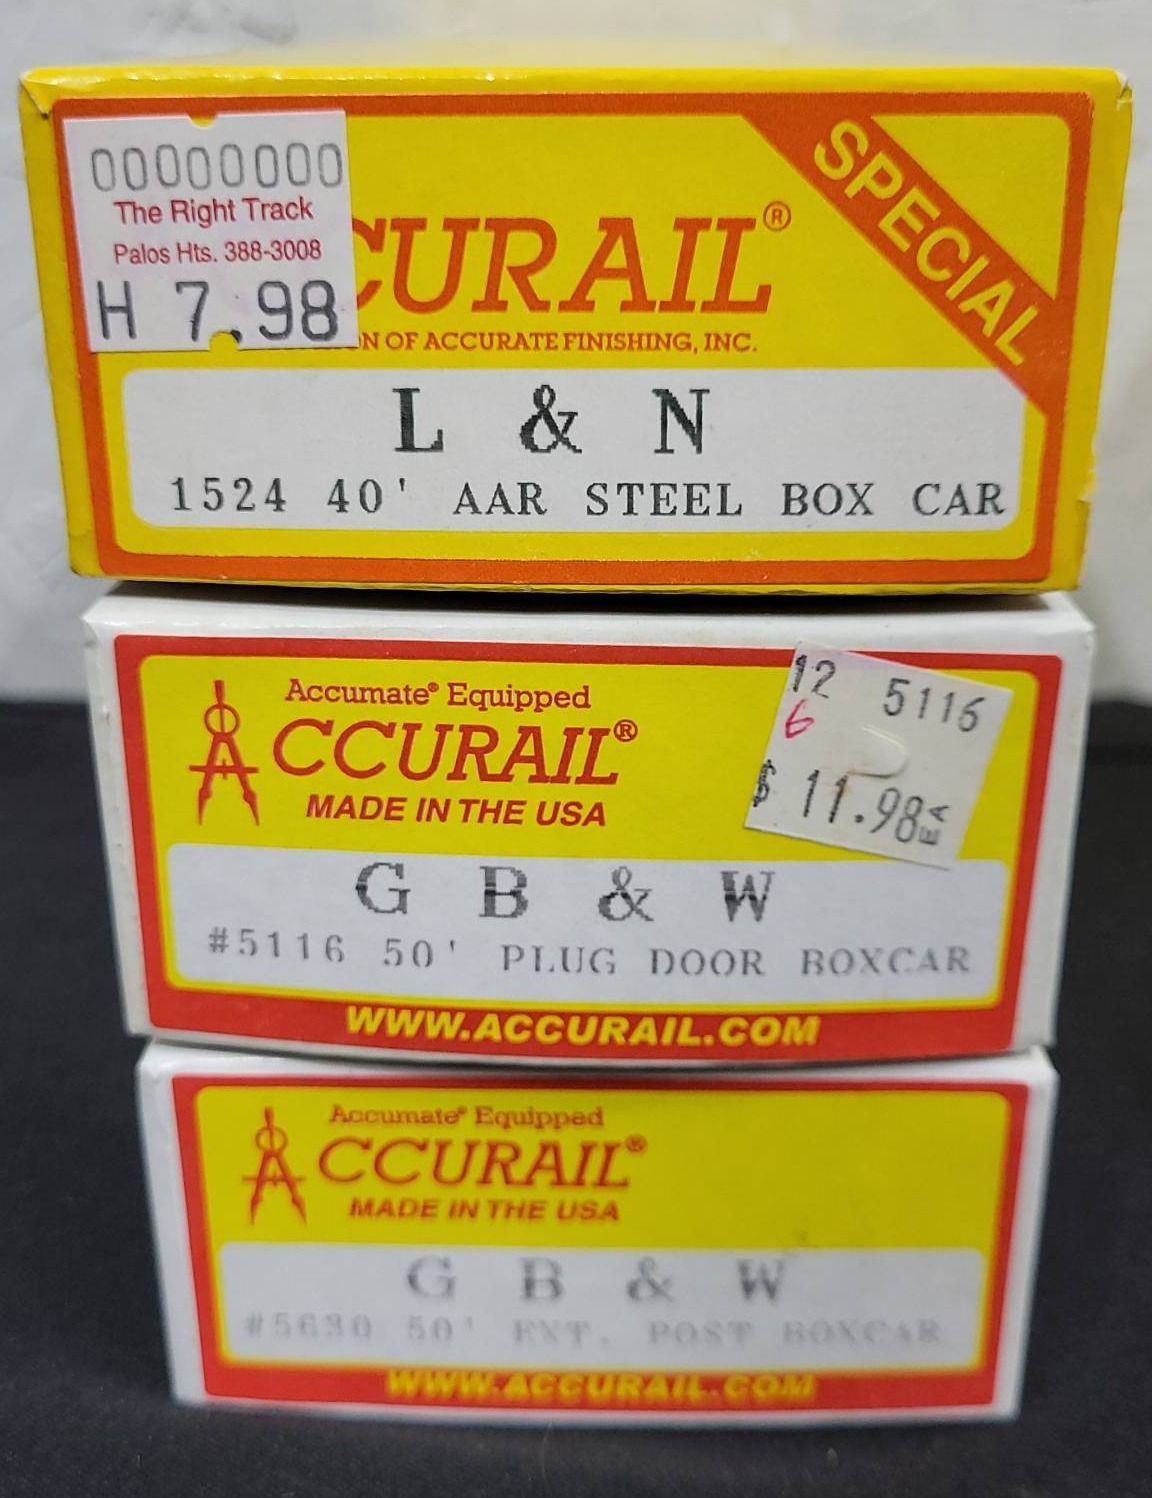 00000000
The Right Track
Palos Hts. 388-3008
H 7.98
CURAIL®
SPECIAL
N OF ACCURATE FINISHING, INC.
L & N
1524 40' AAR STEEL BOX CAR
Accumate® Equipped
ACCURAIL®
MADE IN THE USA
12 5116
6
$ 11.98 EA
G B & W
#5116 50' PLUG DOOR BOXCAR
WWW.ACCURAIL.COM
Accumate® Equipped
ACCURAIL®
MADE IN THE USA
G B & W
#5630 50' EXT. POST BOXCAR
WWW.ACCURAIL.COM